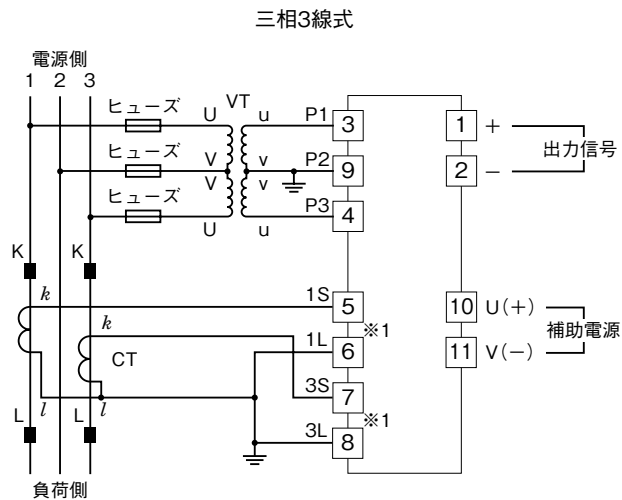 三相3線式
電源側
1 2 3
ヒューズ U VT u P1 3 1 +
ヒューズ V v P2 9 2 − 出力信号
V v
ヒューズ U u P3 4
K K
k 1S 5 10 U(+)
※1 補助電源
k 1L 6 11 V(−)
CT 3S 7
※1
L l L l 3L 8
負荷側